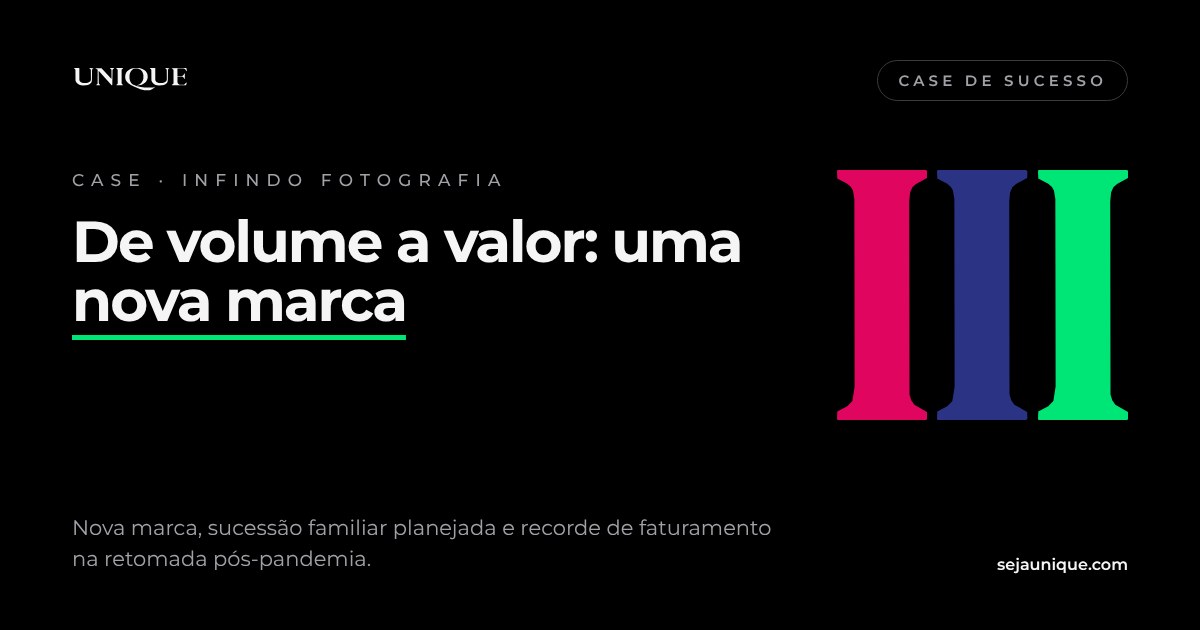 UNIQUE
CASE DE SUCESSO
CASE · INFINDO FOTOGRAFIA
De volume a valor: uma
nova marca
Nova marca, sucessão familiar planejada e recorde de faturamento
na retomada pós-pandemia.
sejaunique.com